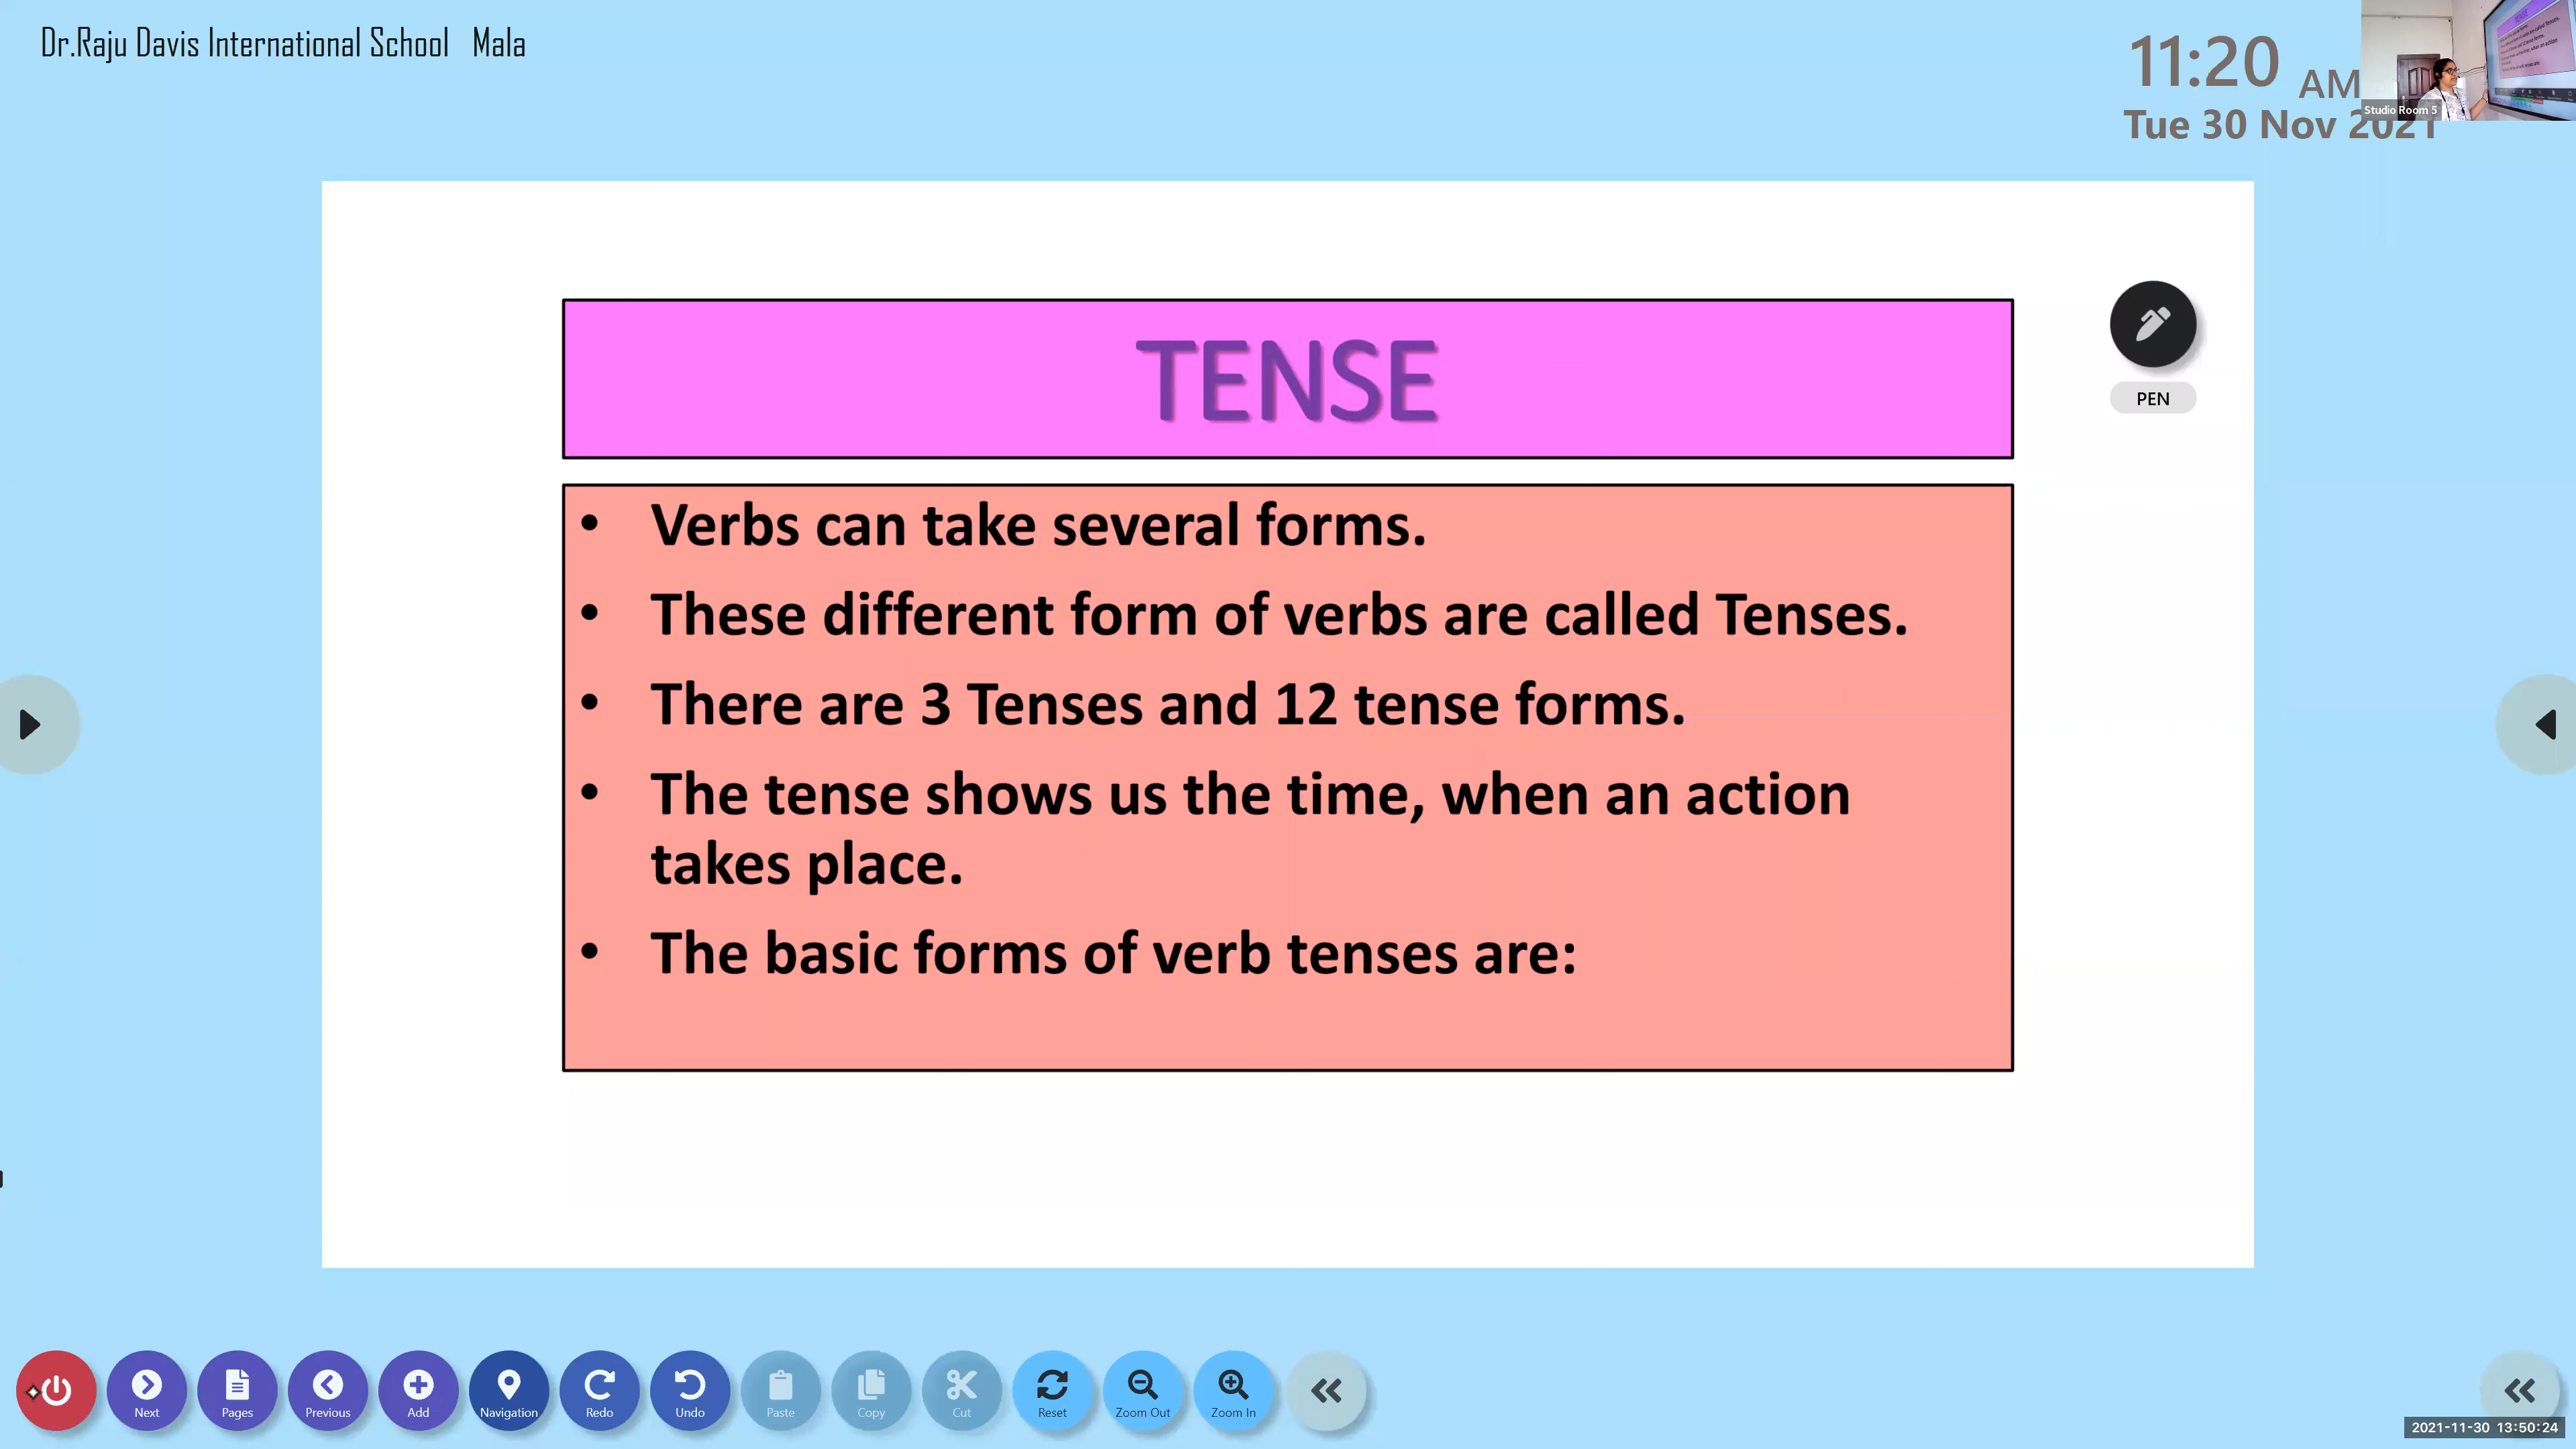 Dr.Raju Davis International School Mala
11:20 AM
Tue 30 Nov 2021
Studio Room 5
TENSE
PEN
• Verbs can take several forms.
• These different form of verbs are called Tenses.
• There are 3 Tenses and 12 tense forms.
• The tense shows us the time, when an action
takes place.
• The basic forms of verb tenses are:
Next
Pages
Previous
Add
Navigation
Redo
Undo
Paste
Copy
Cut
Reset
Zoom Out
Zoom In
2021-11-30 13:50:24